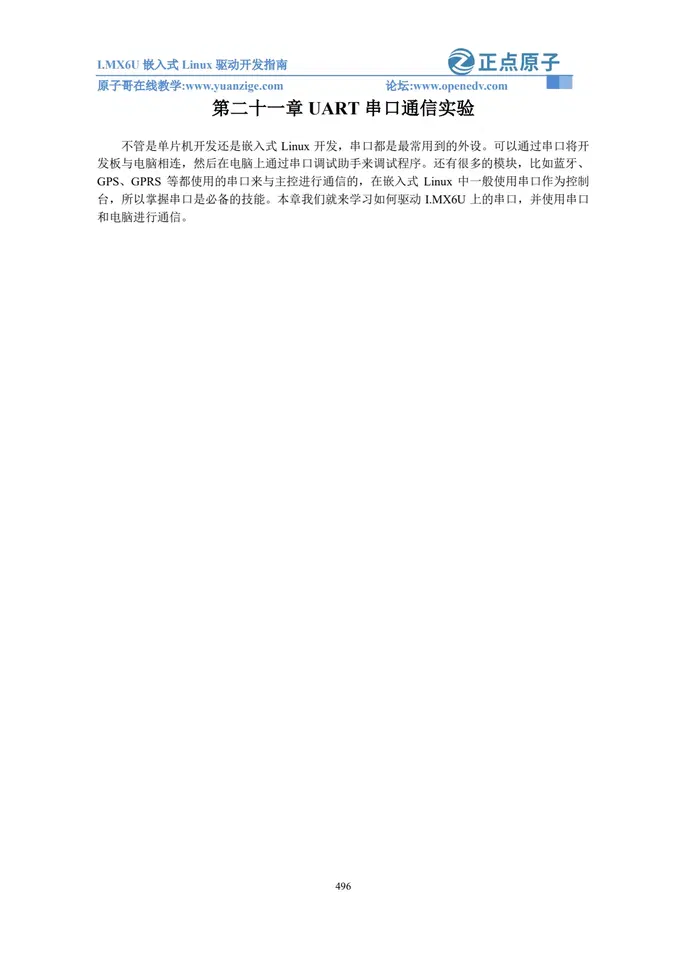 I.MX6U 嵌入式 Linux 驱动开发指南
正点原子
原子哥在线教学:www.yuanzige.com 论坛:www.openedv.com
第二十一章 UART 串口通信实验
不管是单片机开发还是嵌入式 Linux 开发，串口都是最常用到的外设。可以通过串口将开
发板与电脑相连，然后在电脑上通过串口调试助手来调试程序。还有很多的模块，比如蓝牙、
GPS、GPRS 等都使用的串口来与主控进行通信的，在嵌入式 Linux 中一般使用串口作为控制
台，所以掌握串口是必备的技能。本章我们就来学习如何驱动 I.MX6U 上的串口，并使用串口
和电脑进行通信。
496